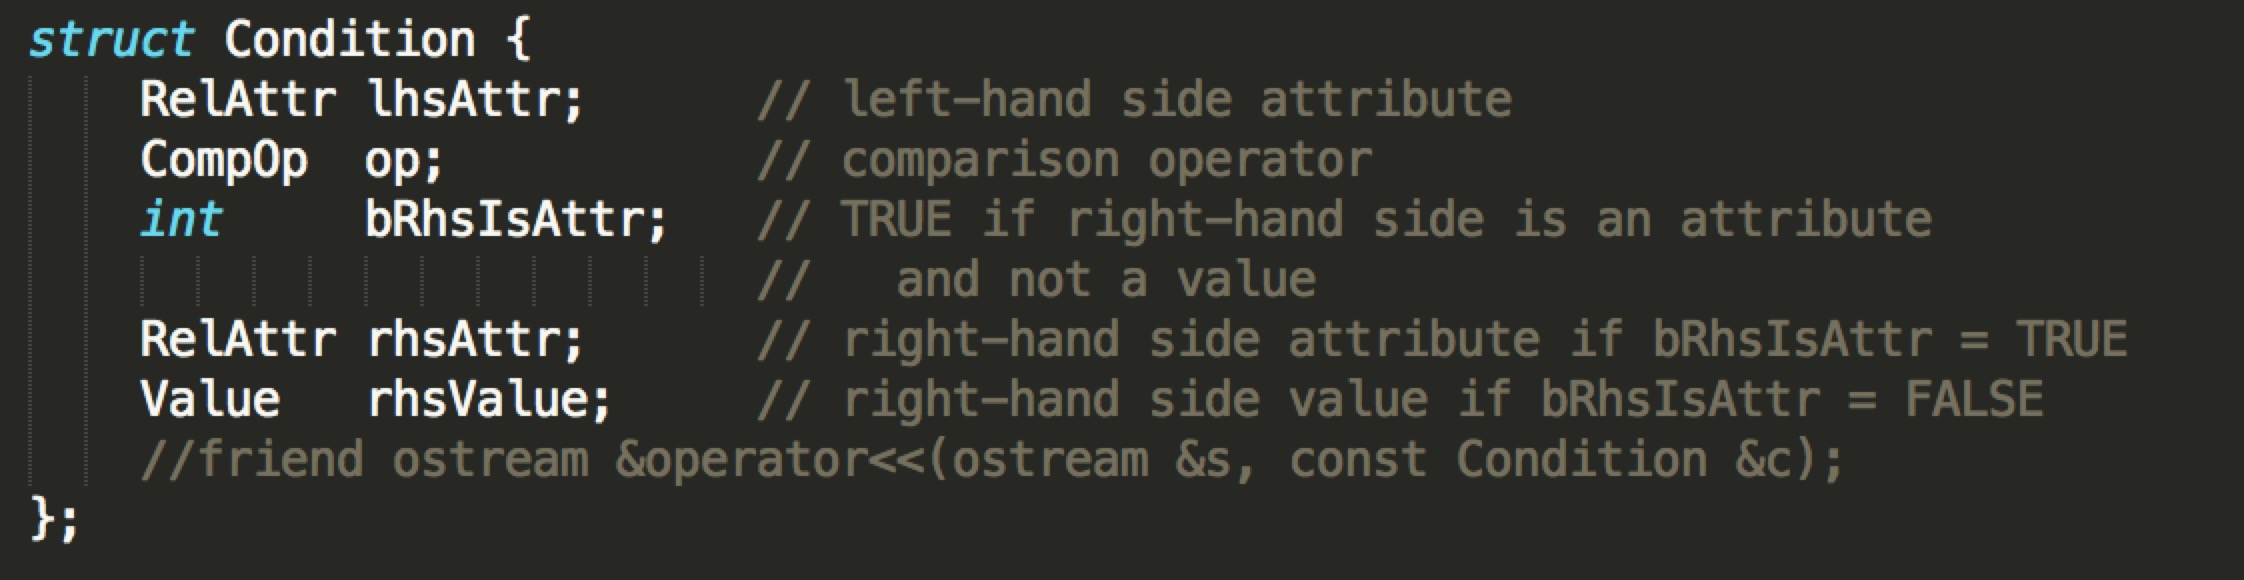 struct Condition {
    RelAttr lhsAttr;      // left-hand side attribute
    CompOp  op;           // comparison operator
    int     bRhsIsAttr;   // TRUE if right-hand side is an attribute
                          //   and not a value
    RelAttr rhsAttr;      // right-hand side attribute if bRhsIsAttr = TRUE
    Value   rhsValue;     // right-hand side value if bRhsIsAttr = FALSE
    //friend ostream &operator<<(ostream &s, const Condition &c);
};